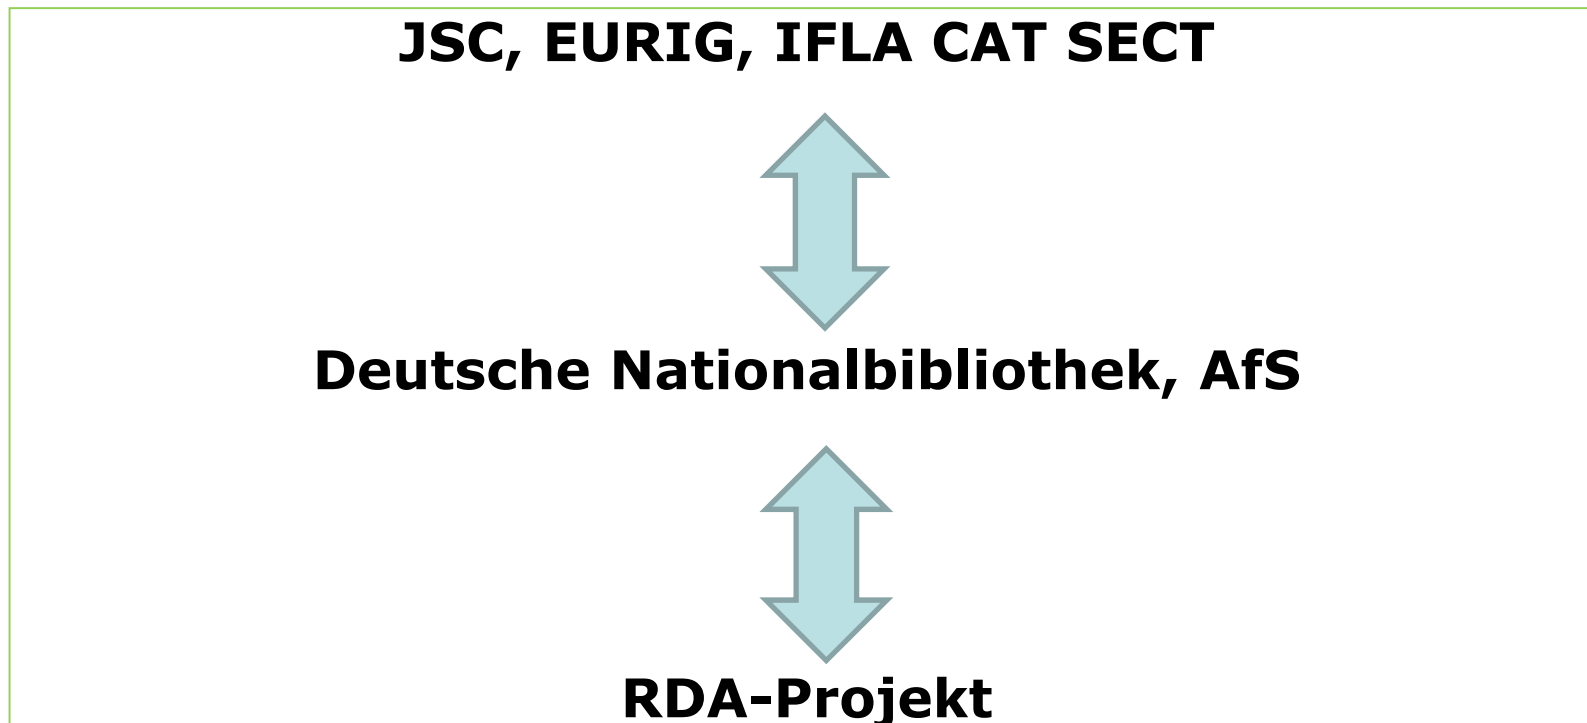 JSC, EURIG, IFLA CAT SECT
Deutsche Nationalbibliothek, AfS
RDA-Projekt